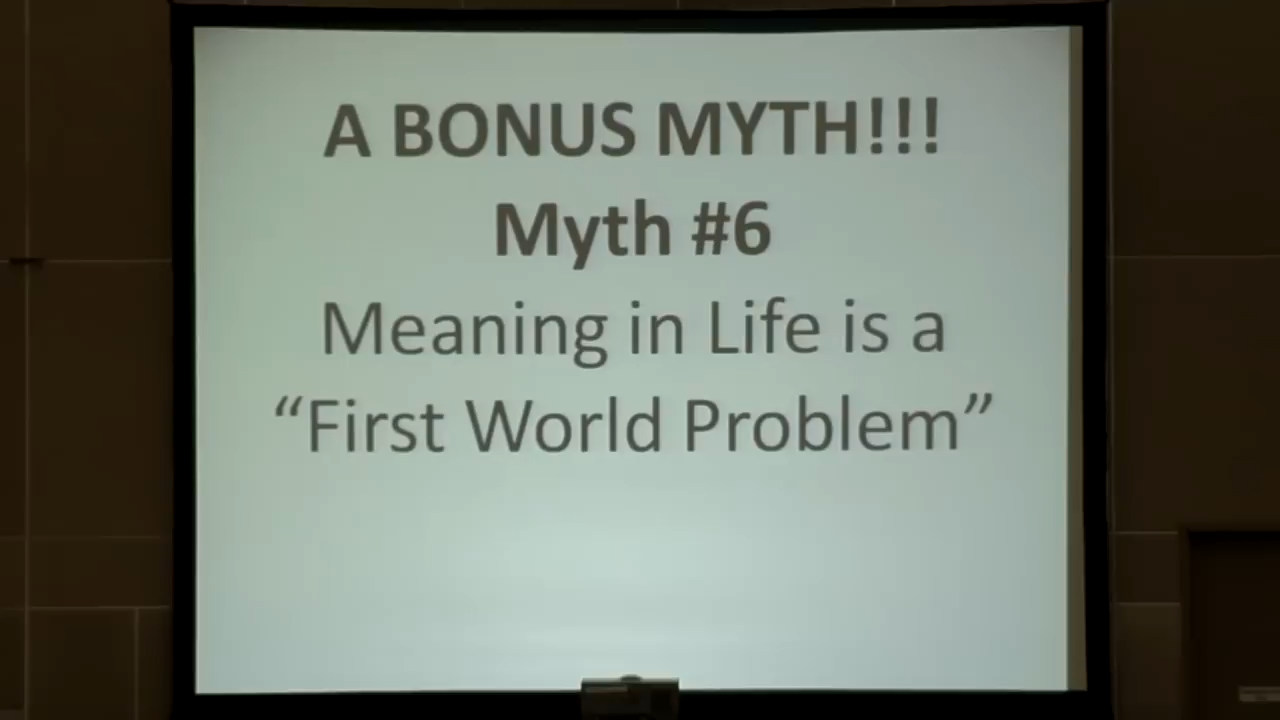 A BONUS MYTH!!!
Myth #6
Meaning in Life is a
“First World Problem”